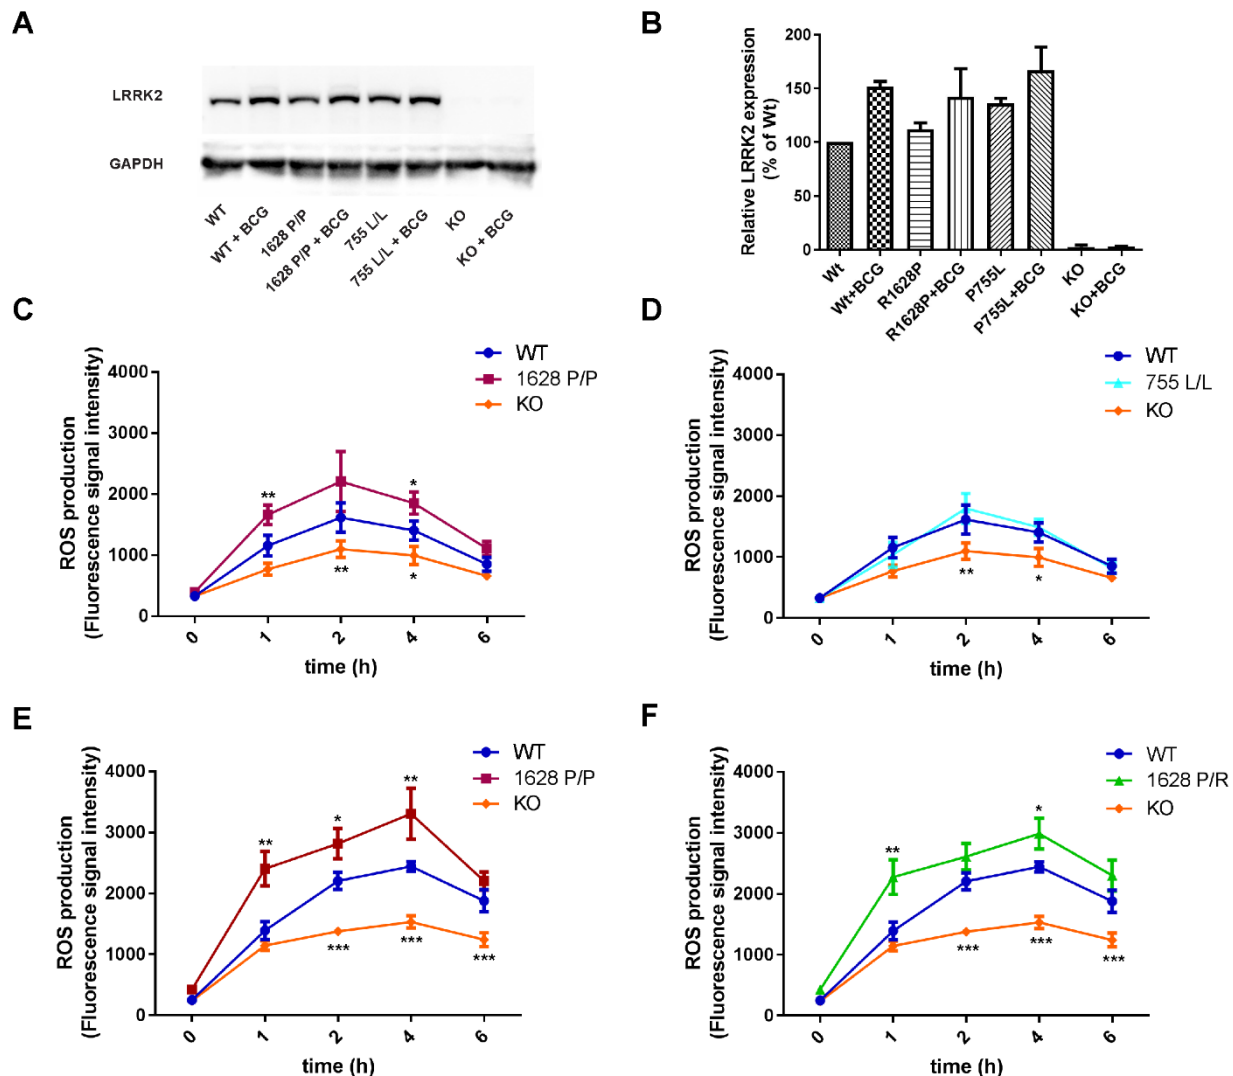 A
LRRK2
GAPDH
WT
WT + BCG
1628 P/P
1628 P/P + BCG
755 L/L
755 L/L + BCG
KO
KO + BCG
B
Relative LRRK2 expression
(% of Wt)
200
150
100
50
0
Wt
Wt+BCG
R1628P
R1628P+BCG
P755L
P755L+BCG
KO
KO+BCG
C
WT
1628 P/P
KO
ROS production
(Fluorescence signal intensity)
4000
3000
2000
1000
0
**
*
**
*
0
1
2
4
6
time (h)
D
WT
755 L/L
KO
ROS production
(Fluorescence signal intensity)
4000
3000
2000
1000
0
**
*
0
1
2
4
6
time (h)
E
WT
1628 P/P
KO
ROS production
(Fluorescence signal intensity)
4000
3000
2000
1000
0
**
*
**
***
***
***
0
1
2
4
6
time (h)
F
WT
1628 P/R
KO
ROS production
(Fluorescence signal intensity)
4000
3000
2000
1000
0
**
*
***
***
***
0
1
2
4
6
time (h)